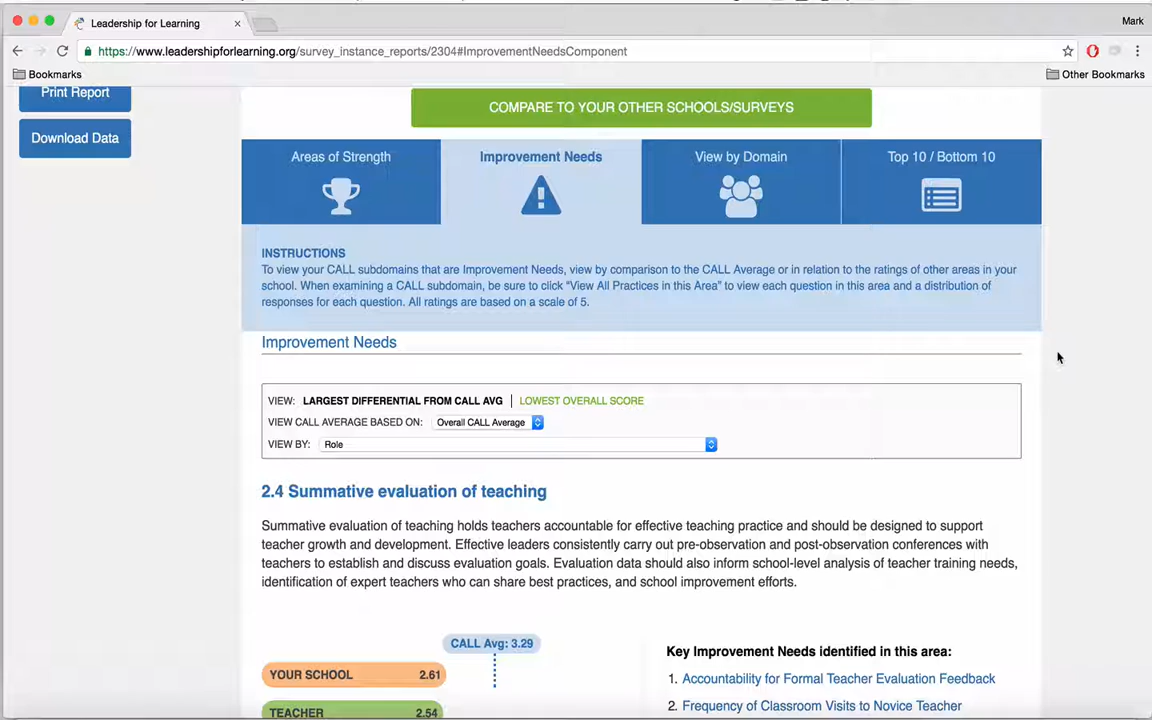 Leadership for Learning
Mark
https://www.leadershipforlearning.org/survey_instance_reports/2304#ImprovementNeedsComponent
Bookmarks
Other Bookmarks
Print Report
Download Data
COMPARE TO YOUR OTHER SCHOOLS/SURVEYS
Areas of Strength
Improvement Needs
View by Domain
Top 10 / Bottom 10
INSTRUCTIONS
To view your CALL subdomains that are Improvement Needs, view by comparison to the CALL Average or in relation to the ratings of other areas in your
school. When examining a CALL subdomain, be sure to click "View All Practices in this Area" to view each question in this area and a distribution of
responses for each question. All ratings are based on a scale of 5.
Improvement Needs
VIEW: LARGEST DIFFERENTIAL FROM CALL AVG | LOWEST OVERALL SCORE
VIEW CALL AVERAGE BASED ON: Overall CALL Average
VIEW BY: Role
2.4 Summative evaluation of teaching
Summative evaluation of teaching holds teachers accountable for effective teaching practice and should be designed to support
teacher growth and development. Effective leaders consistently carry out pre-observation and post-observation conferences with
teachers to establish and discuss evaluation goals. Evaluation data should also inform school-level analysis of teacher training needs,
identification of expert teachers who can share best practices, and school improvement efforts.
CALL Avg: 3.29
YOUR SCHOOL 2.61
TEACHER 2.54
Key Improvement Needs identified in this area:
1. Accountability for Formal Teacher Evaluation Feedback
2. Frequency of Classroom Visits to Novice Teacher